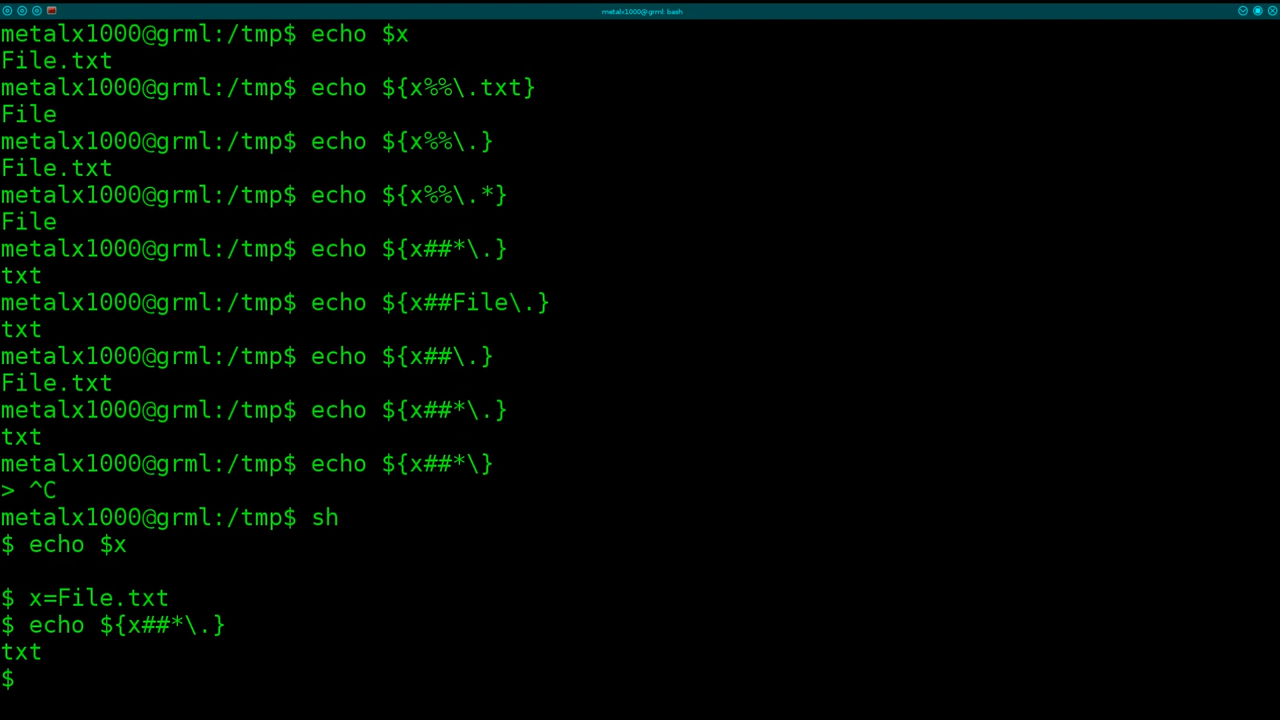 metalx1000@grml: bash
metalx1000@grml:/tmp$ echo $x
File.txt
metalx1000@grml:/tmp$ echo ${x%%\.txt}
File
metalx1000@grml:/tmp$ echo ${x%%\.}
File.txt
metalx1000@grml:/tmp$ echo ${x%%\.*}
File
metalx1000@grml:/tmp$ echo ${x##*\.}
txt
metalx1000@grml:/tmp$ echo ${x##File\.}
txt
metalx1000@grml:/tmp$ echo ${x##\.}
File.txt
metalx1000@grml:/tmp$ echo ${x##*\.}
txt
metalx1000@grml:/tmp$ echo ${x##*\}
> ^C
metalx1000@grml:/tmp$ sh
$ echo $x

$ x=File.txt
$ echo ${x##*\.}
txt
$